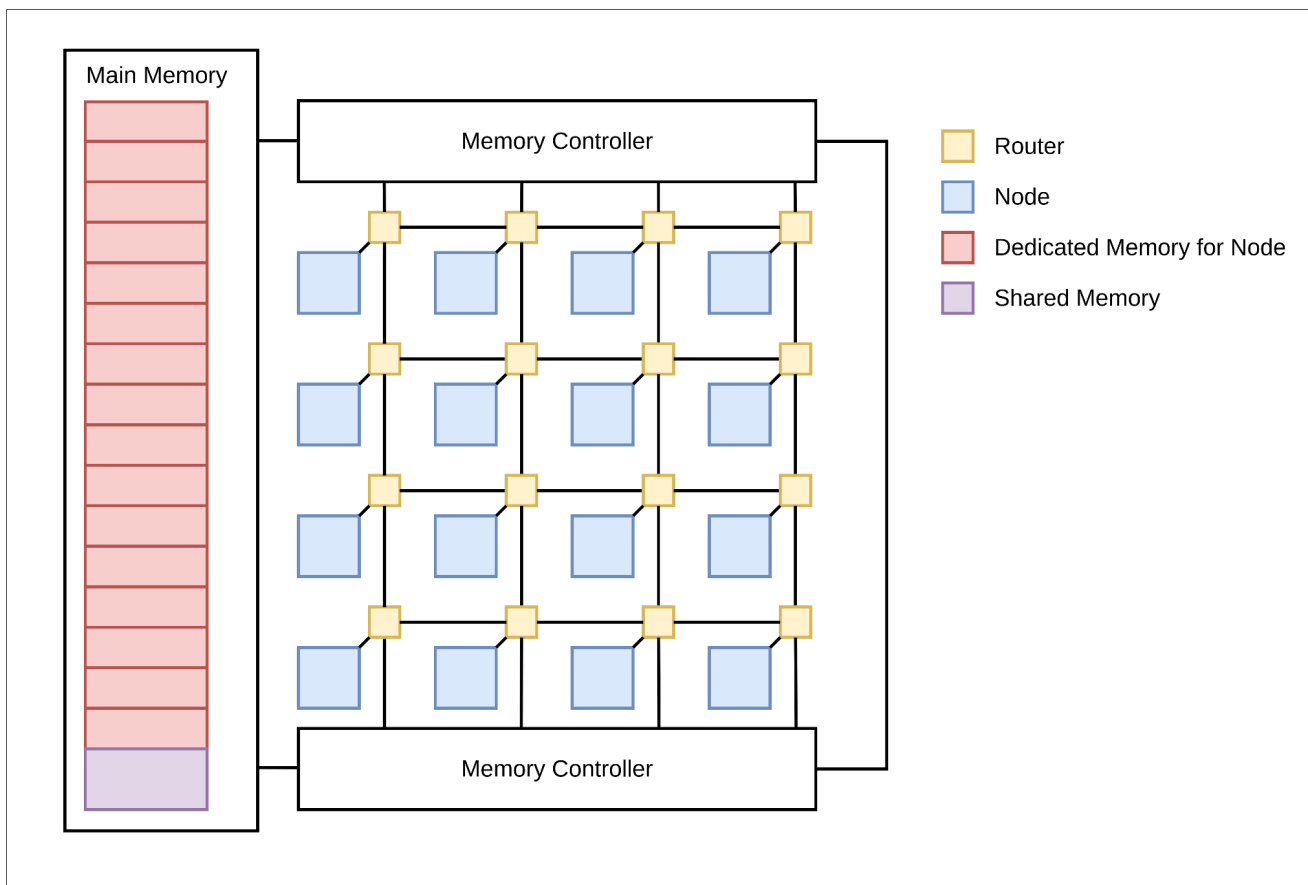 Main Memory
Memory Controller
Router
Node
Dedicated Memory for Node
Shared Memory
Memory Controller